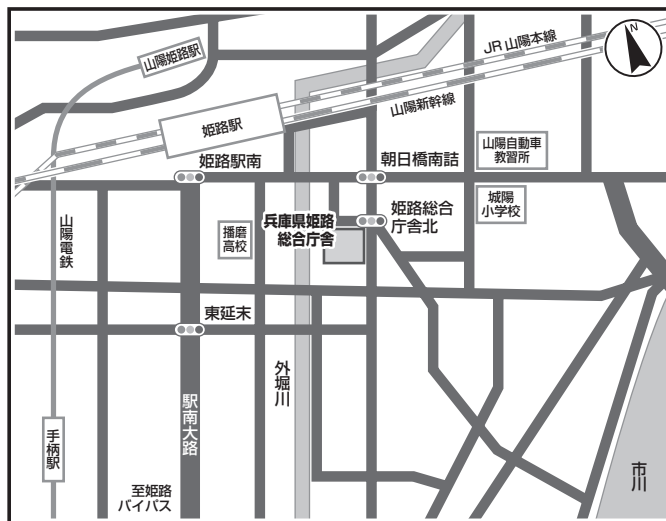 N
JR 山陽本線
山陽姫路駅
山陽新幹線
姫路駅
山陽自動車
教習所
姫路駅南
朝日橋南詰
城陽
小学校
山陽電鉄
播磨
高校
兵庫県姫路
総合庁舎
姫路総合
庁舎北
東延末
外堀川
駅南大路
手柄駅
市川
至姫路
バイパス